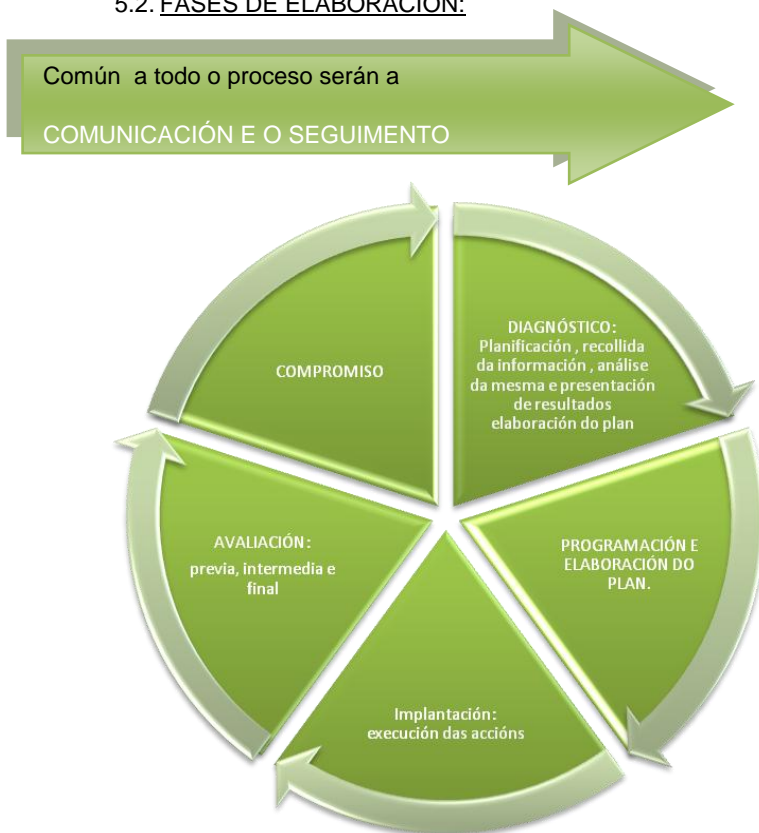 5.2. FASES DE ELABORACIÓN:
Común a todo o proceso serán a
COMUNICACIÓN E O SEGUIMENTO
COMPROMISO
DIAGNÓSTICO:
Planificación , recollida
da información , análise
da mesma e presentación
de resultados
elaboración do plan
PROGRAMACIÓN E
ELABORACIÓN DO
PLAN.
Implantación:
execución das accións
AVALIACIÓN:
previa, intermedia e
final